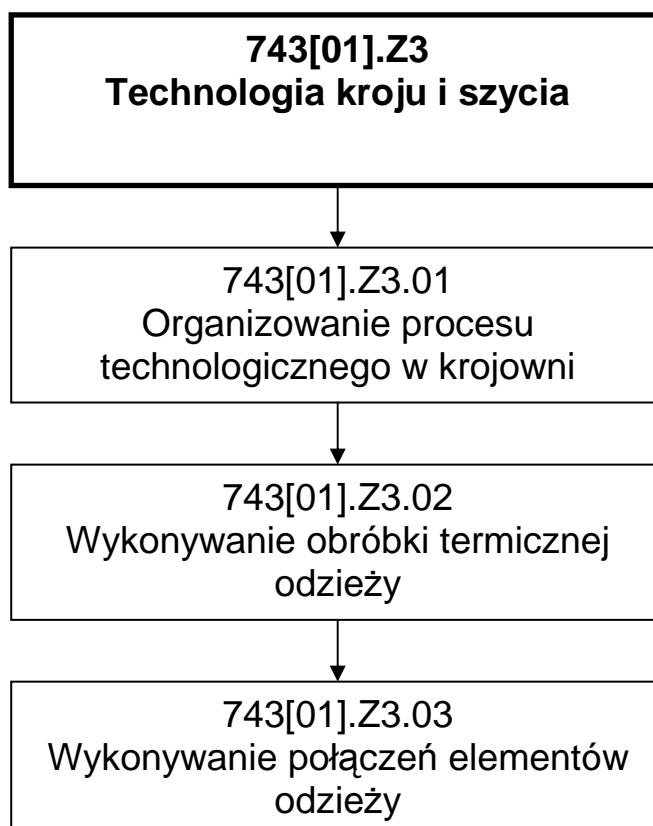 743[01].Z3
Technologia kroju i szycia
743[01].Z3.01
Organizowanie procesu
technologicznego w krojowni
743[01].Z3.02
Wykonywanie obróbki termicznej
odzieży
743[01].Z3.03
Wykonywanie połączeń elementów
odzieży